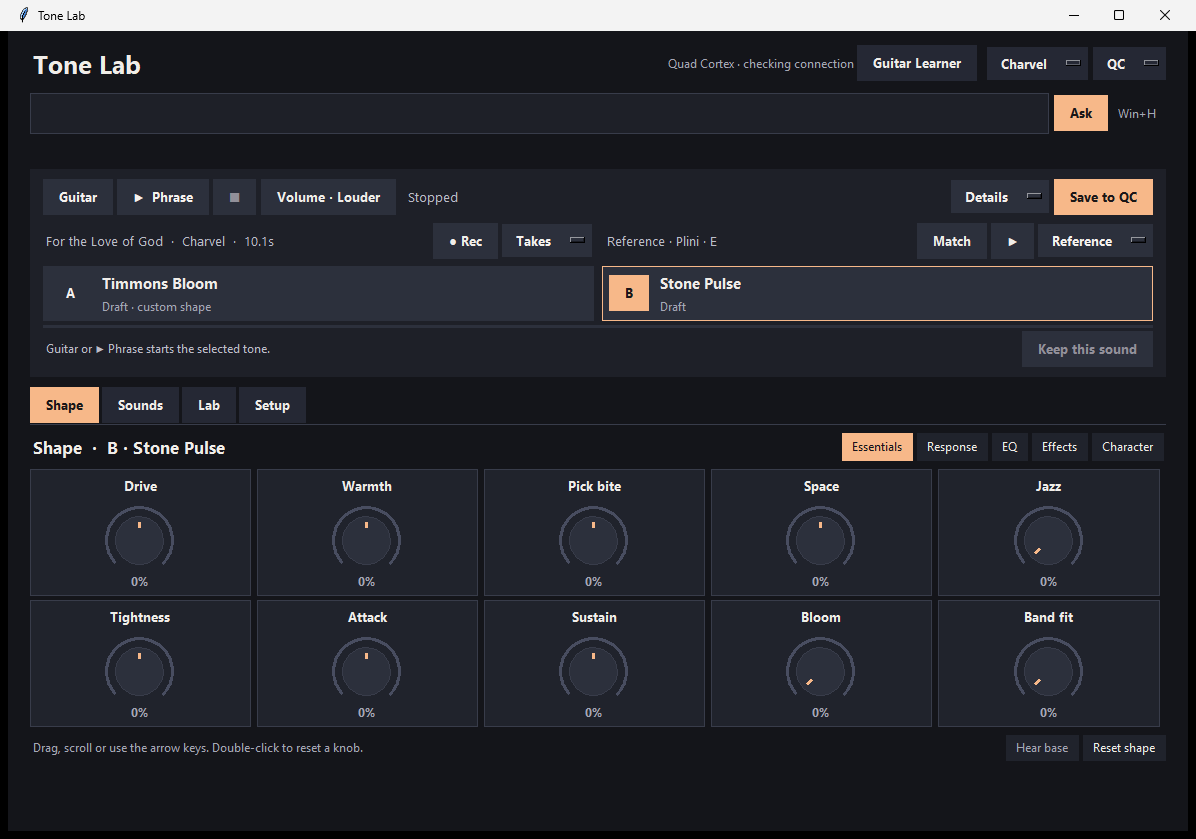 Tone Lab
Tone Lab
Quad Cortex · checking connection
Guitar Learner
Charvel
QC
Ask
Win+H
Guitar
► Phrase
■
Volume · Louder
Stopped
Details
Save to QC
For the Love of God · Charvel · 10.1s
● Rec
Takes
Reference · Plini · E
Match
►
Reference
A
Timmons Bloom
Draft · custom shape
B
Stone Pulse
Draft
Guitar or ► Phrase starts the selected tone.
Keep this sound
Shape
Sounds
Lab
Setup
Shape · B · Stone Pulse
Essentials
Response
EQ
Effects
Character
Drive
Warmth
Pick bite
Space
Jazz
0%
0%
0%
0%
0%
Tightness
Attack
Sustain
Bloom
Band fit
0%
0%
0%
0%
0%
Drag, scroll or use the arrow keys. Double-click to reset a knob.
Hear base
Reset shape